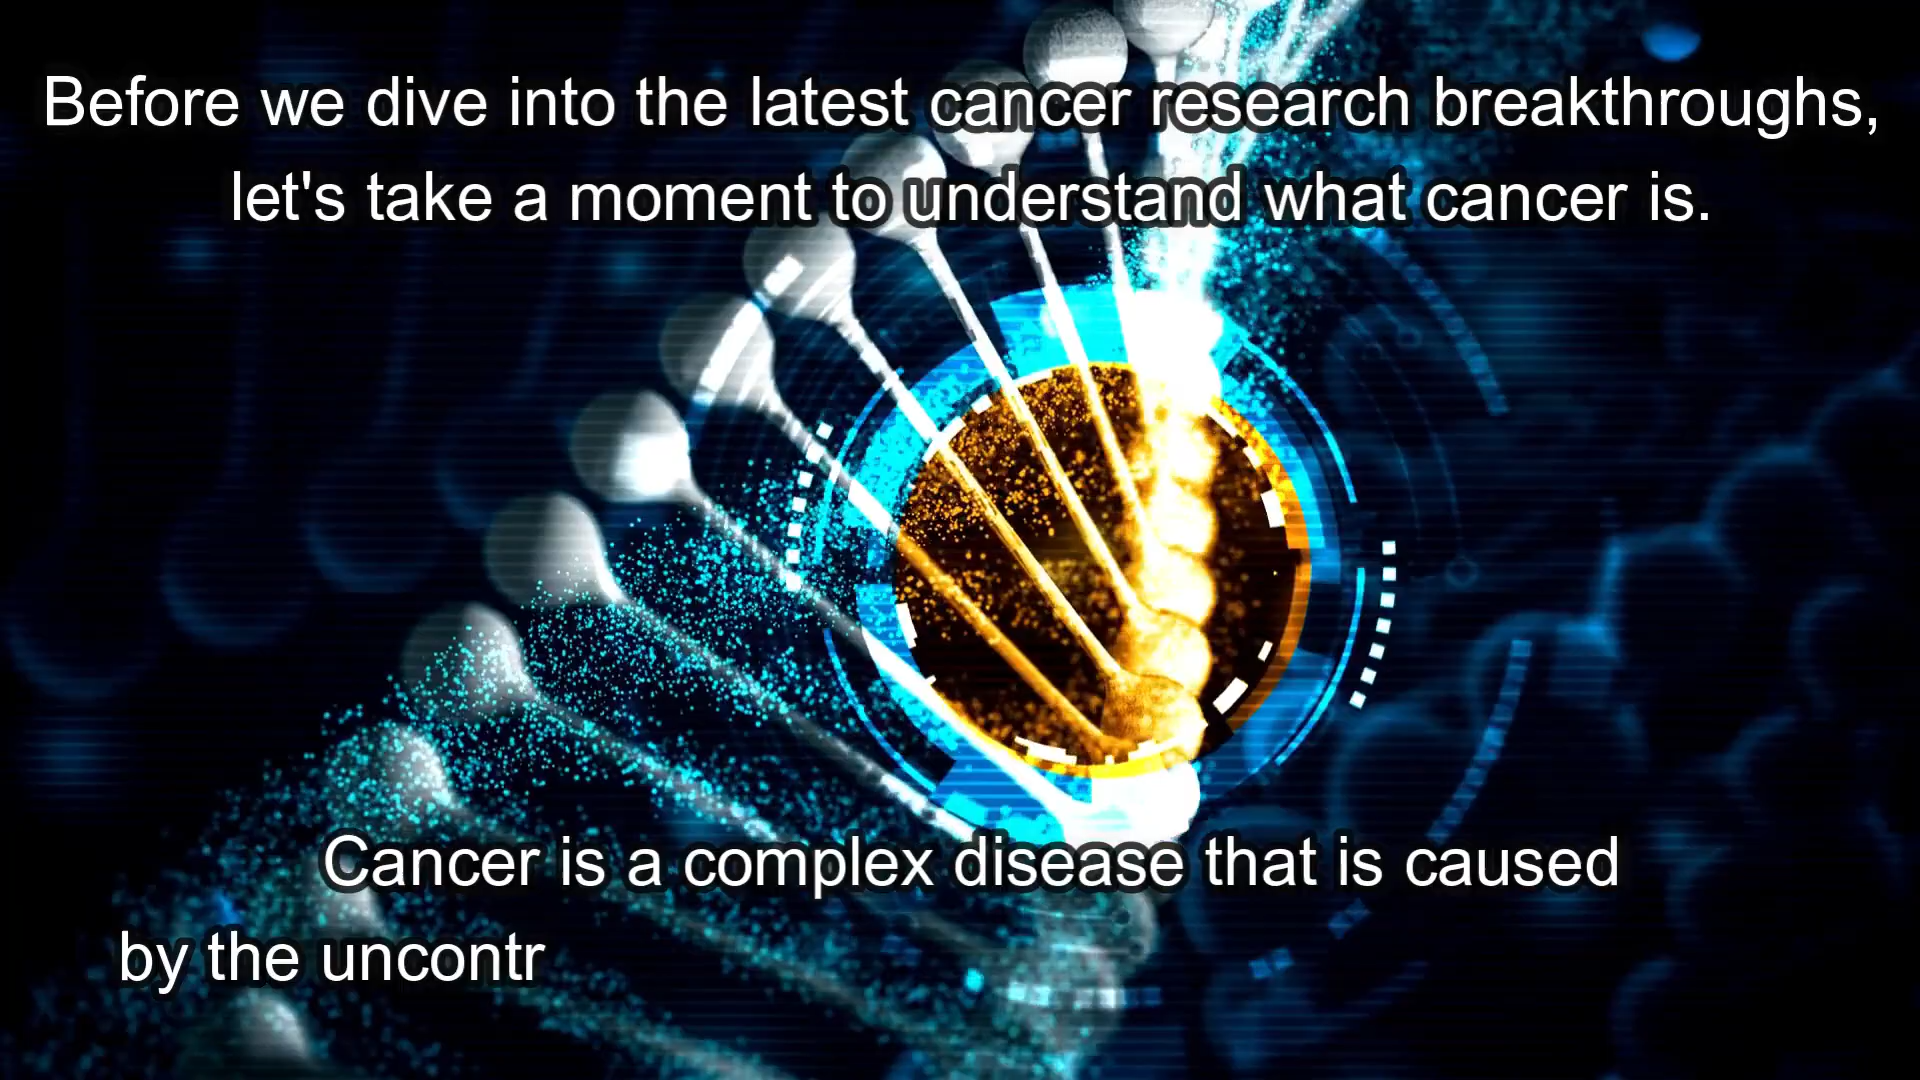 Before we dive into the latest cancer research breakthroughs,
let's take a moment to understand what cancer is.
Cancer is a complex disease that is caused
by the uncontr